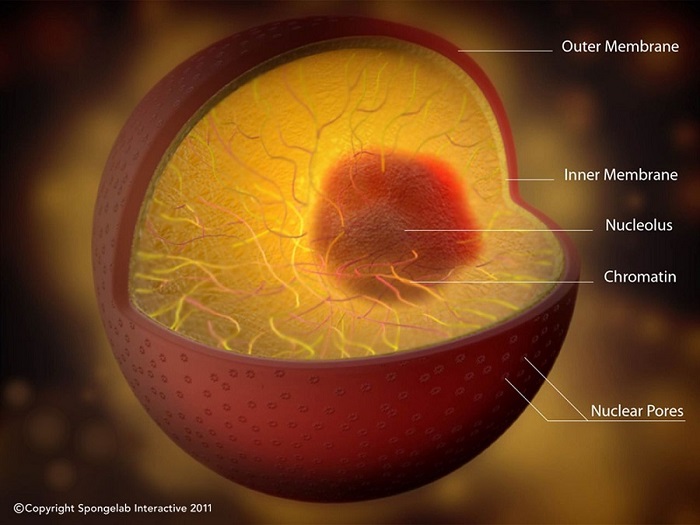 Outer Membrane
Inner Membrane
Nucleolus
Chromatin
Nuclear Pores
©Copyright Spongelab Interactive 2011